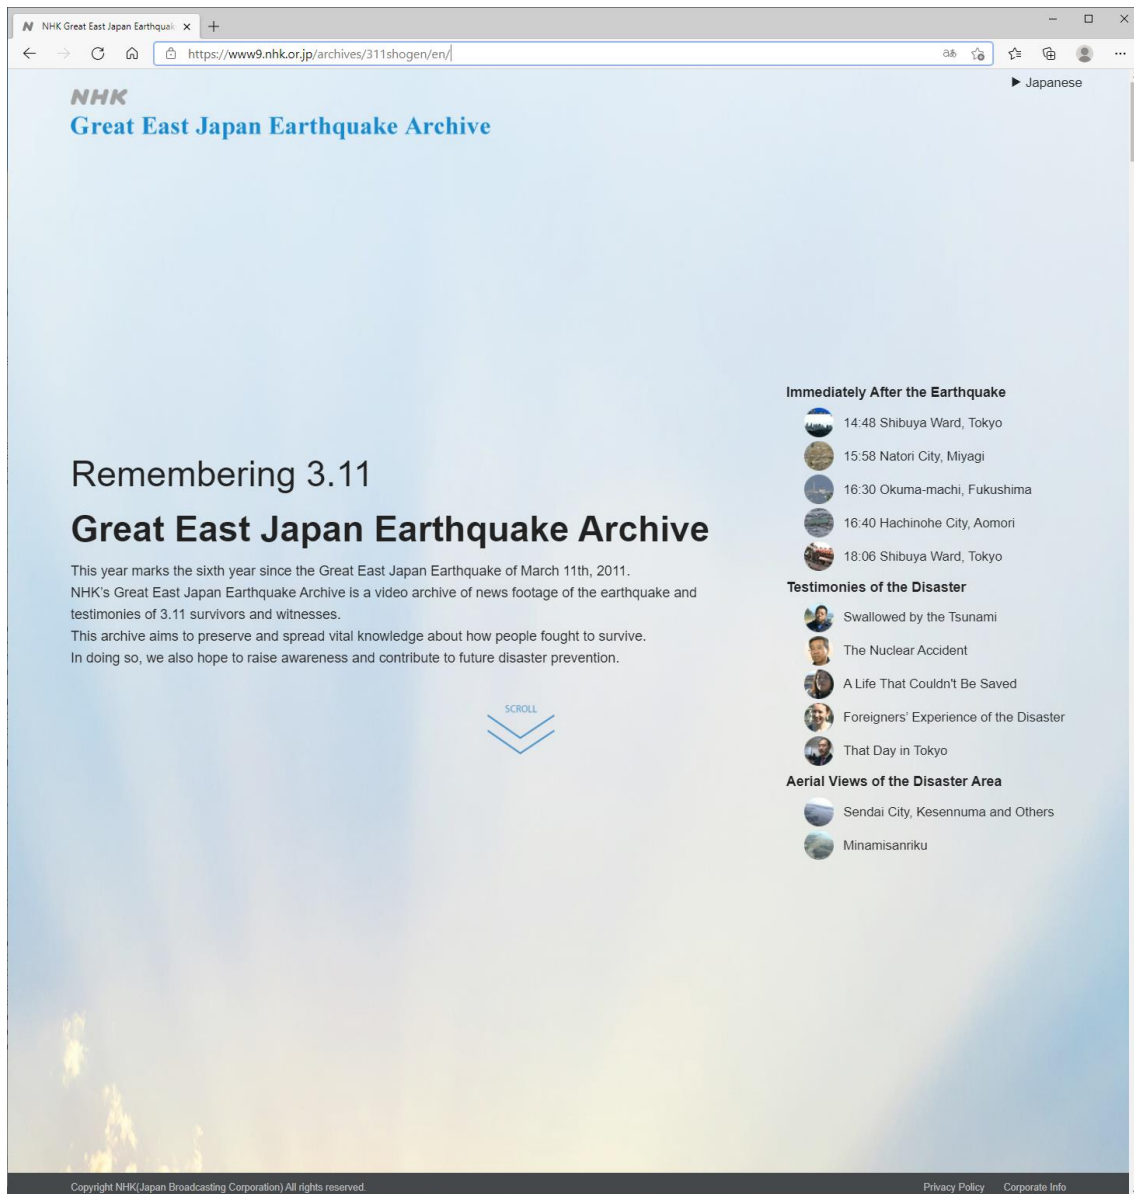 NHK Great East Japan Earthquak
https://www9.nhk.or.jp/archives/311shogen/en/
Japanese
NHK
Great East Japan Earthquake Archive
Immediately After the Earthquake
14:48 Shibuya Ward, Tokyo
15:58 Natori City, Miyagi
16:30 Okuma-machi, Fukushima
16:40 Hachinohe City, Aomori
18:06 Shibuya Ward, Tokyo
Testimonies of the Disaster
Swallowed by the Tsunami
The Nuclear Accident
A Life That Couldn't Be Saved
Foreigners' Experience of the Disaster
That Day in Tokyo
Aerial Views of the Disaster Area
Sendai City, Kesennuma and Others
Minamisanriku
Remembering 3.11
Great East Japan Earthquake Archive
This year marks the sixth year since the Great East Japan Earthquake of March 11th, 2011.
NHK's Great East Japan Earthquake Archive is a video archive of news footage of the earthquake and
testimonies of 3.11 survivors and witnesses.
This archive aims to preserve and spread vital knowledge about how people fought to survive.
In doing so, we also hope to raise awareness and contribute to future disaster prevention.
SCROLL
Copyright NHK(Japan Broadcasting Corporation) All rights reserved.
Privacy Policy
Corporate Info